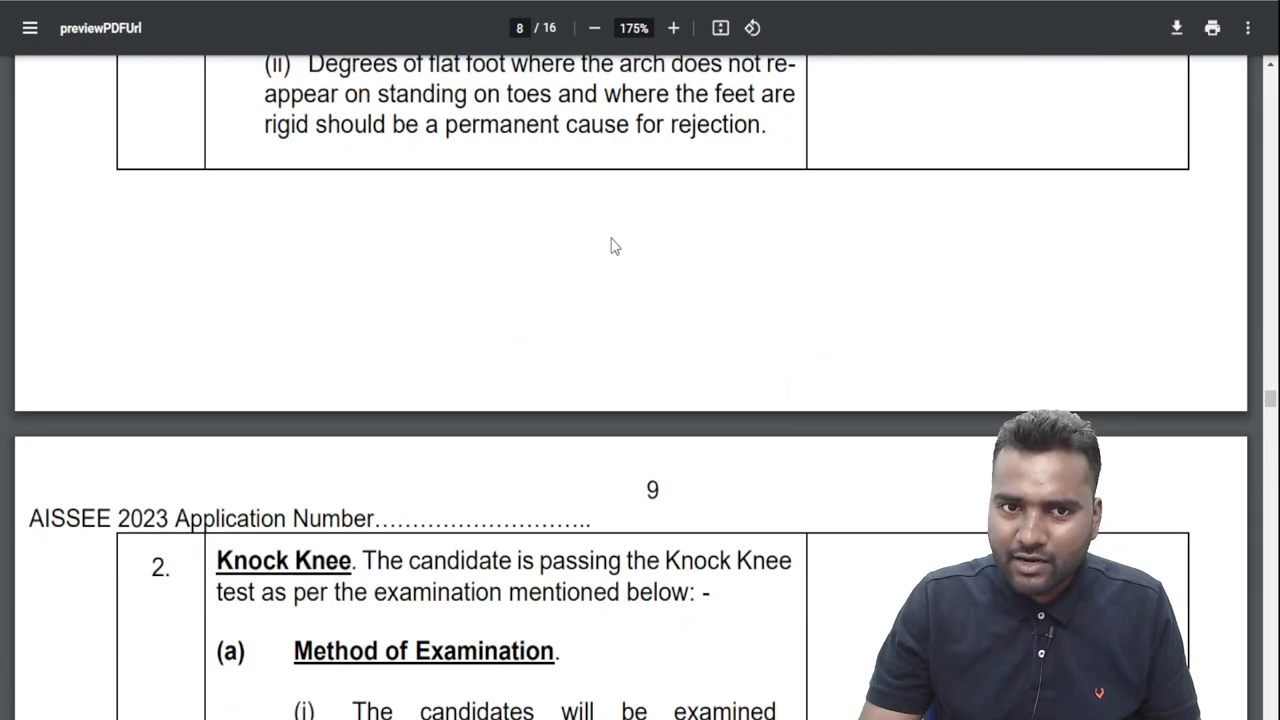 previewPDFUrl
8 / 16
175%
(ii) Degrees of flat foot where the arch does not re-
appear on standing on toes and where the feet are
rigid should be a permanent cause for rejection.
9
AISSEE 2023 Application Number………………………..
2.
Knock Knee. The candidate is passing the Knock Knee
test as per the examination mentioned below: -
(a) Method of Examination.
(i) The candidates will be examined